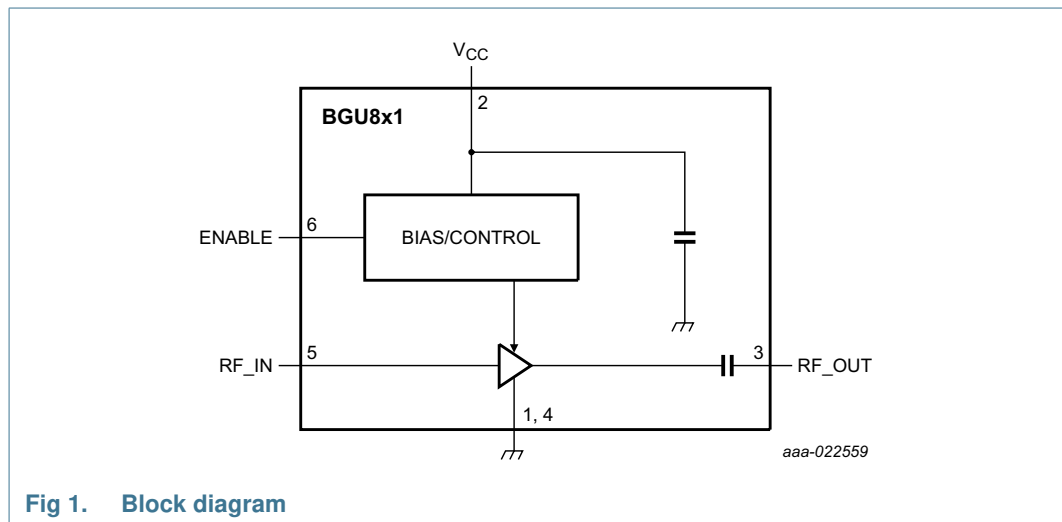 VCC
2
BGU8x1
6
ENABLE
BIAS/CONTROL
5
RF_IN
3
RF_OUT
1, 4
aaa-022559
Fig 1. Block diagram